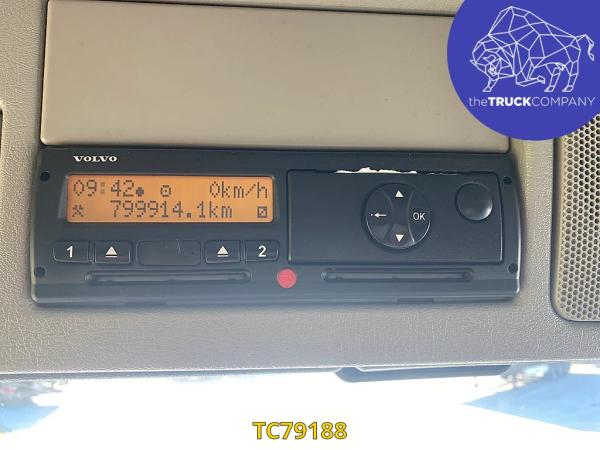 theTRUCKCOMPANY
VOLVO
09:42 0km/h
799914.1km
1 2
OK
TC79188